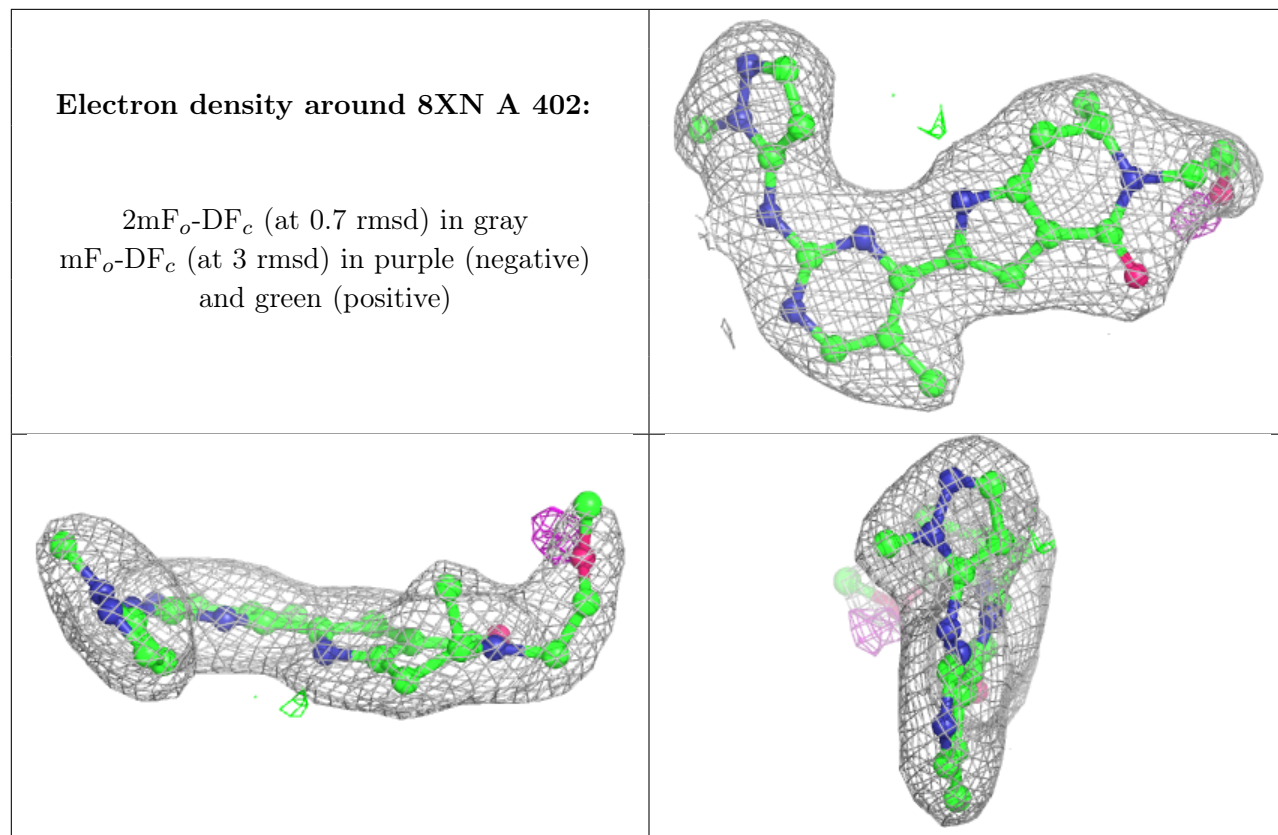 Electron density around 8XN A 402:
2mFo-DFc (at 0.7 rmsd) in gray
mFo-DFc (at 3 rmsd) in purple (negative)
and green (positive)